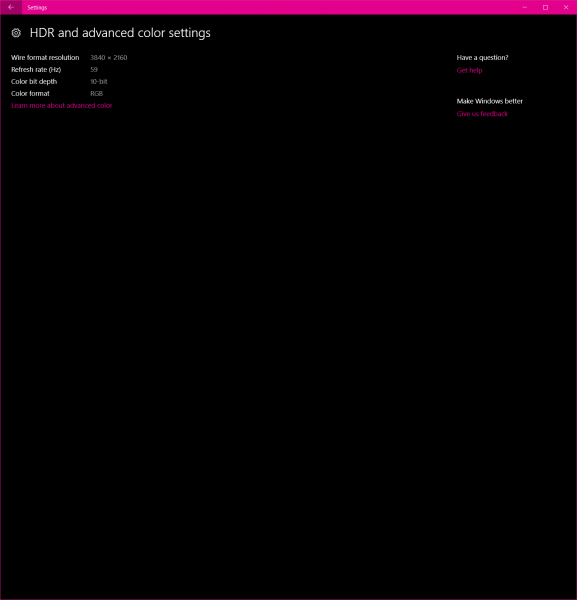 Settings
HDR and advanced color settings
Wire format resolution 3840 × 2160
Refresh rate (Hz) 59
Color bit depth 10-bit
Color format RGB
Learn more about advanced color
Have a question?
Get help
Make Windows better
Give us feedback